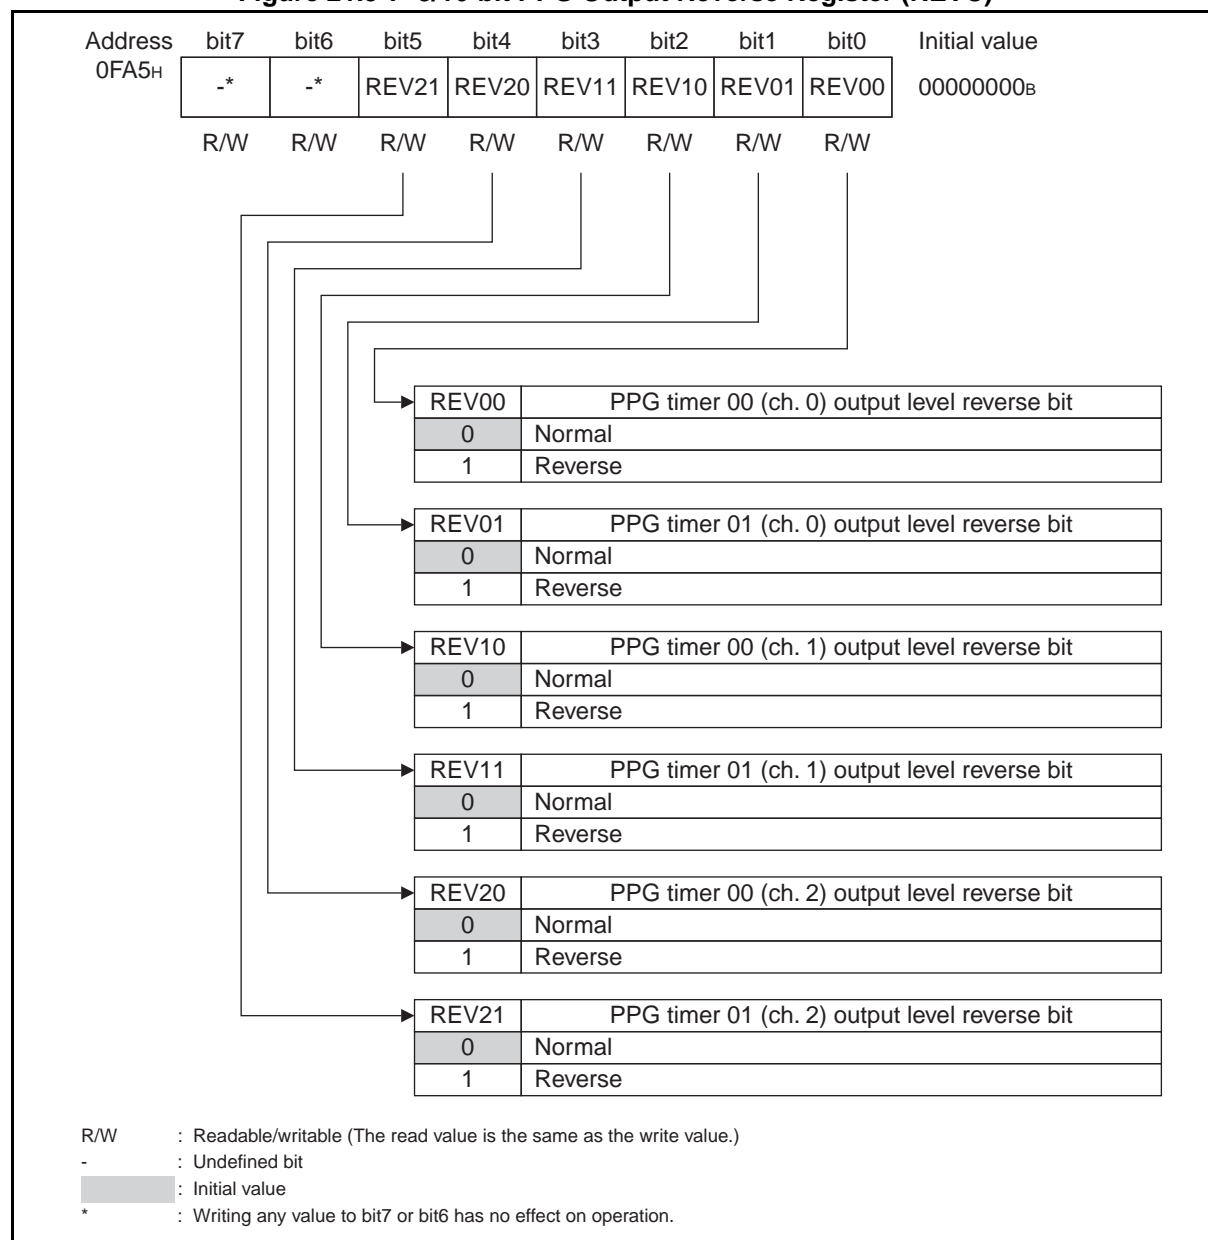 Address bit7 bit6 bit5 bit4 bit3 bit2 bit1 bit0 Initial value
0FA5H -* -* REV21 REV20 REV11 REV10 REV01 REV00 00000000B
R/W R/W R/W R/W R/W R/W R/W R/W
REV00 PPG timer 00 (ch. 0) output level reverse bit
0 Normal
1 Reverse
REV01 PPG timer 01 (ch. 0) output level reverse bit
0 Normal
1 Reverse
REV10 PPG timer 00 (ch. 1) output level reverse bit
0 Normal
1 Reverse
REV11 PPG timer 01 (ch. 1) output level reverse bit
0 Normal
1 Reverse
REV20 PPG timer 00 (ch. 2) output level reverse bit
0 Normal
1 Reverse
REV21 PPG timer 01 (ch. 2) output level reverse bit
0 Normal
1 Reverse
R/W : Readable/writable (The read value is the same as the write value.)
- : Undefined bit
: Initial value
* : Writing any value to bit7 or bit6 has no effect on operation.